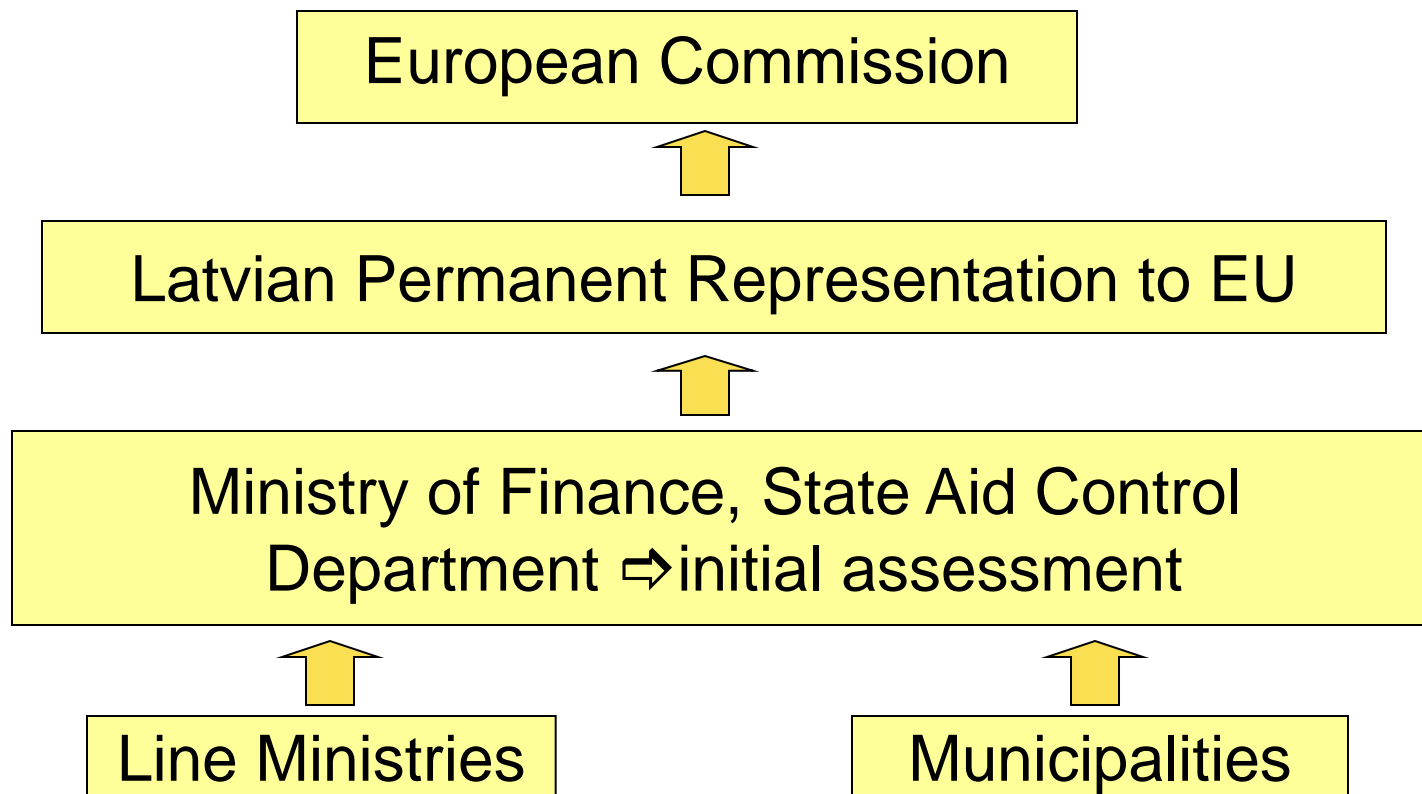 European Commission
Latvian Permanent Representation to EU
Ministry of Finance, State Aid Control
Department ⇨initial assessment
Line Ministries
Municipalities